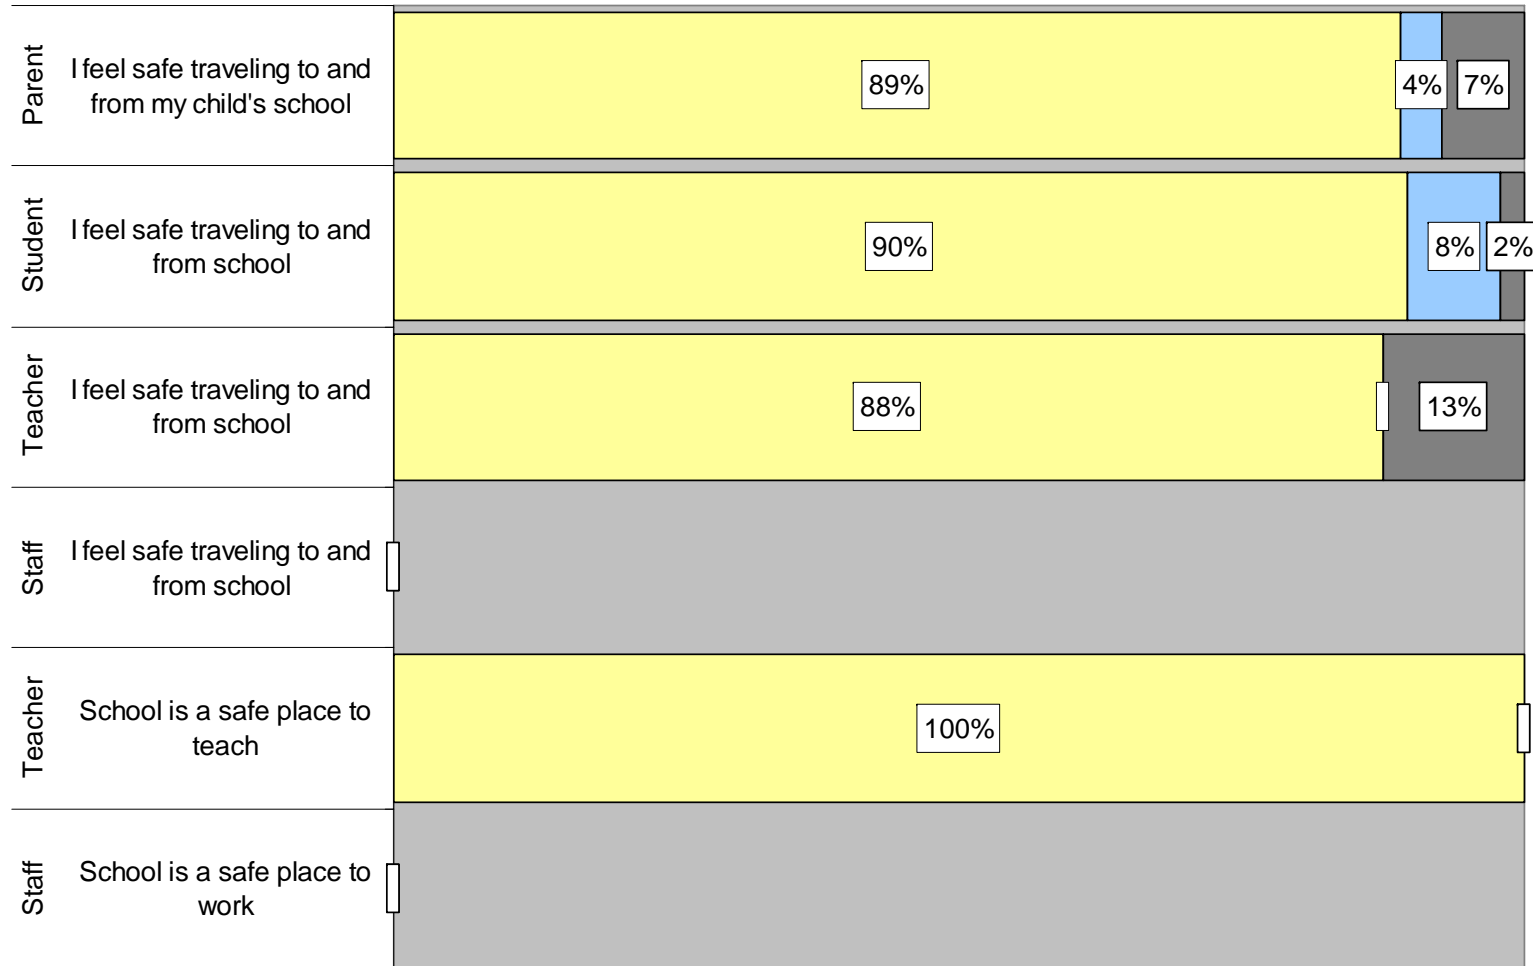 Parent
I feel safe traveling to and
from my child's school
89%
4%
7%
Student
I feel safe traveling to and
from school
90%
8%
2%
Teacher
I feel safe traveling to and
from school
88%
13%
Staff
I feel safe traveling to and
from school
Teacher
School is a safe place to
teach
100%
Staff
School is a safe place to
work